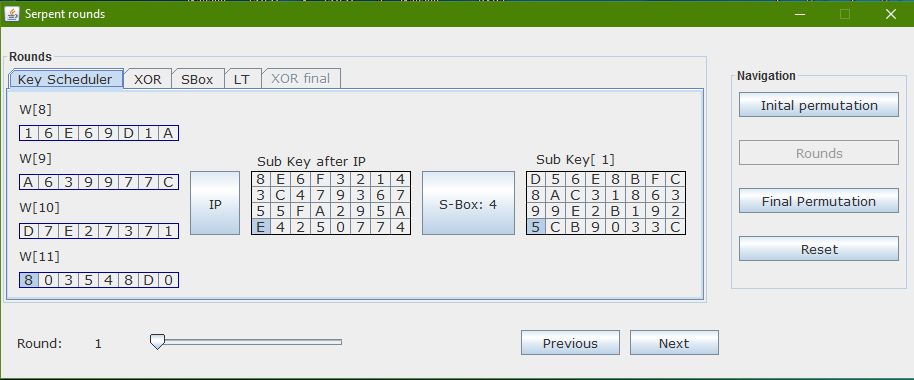 Serpent rounds
Rounds
Key Scheduler XOR SBox LT XOR final
W[8]
1 6 E 6 9 D 1 A
W[9]
A 6 3 9 9 7 7 C
W[10]
D 7 E 2 7 3 7 1
W[11]
8 0 3 5 4 8 D 0
IP
Sub Key after IP
8 E 6 F 3 2 1 4
3 C 4 7 9 3 6 7
5 5 F A 2 9 5 A
E 4 2 5 0 7 7 4
S-Box: 4
Sub Key[ 1]
D 5 6 E 8 B F C
8 A C 3 1 8 6 3
9 9 E 2 B 1 9 2
5 C B 9 0 3 3 C
Navigation
Inital permutation
Rounds
Final Permutation
Reset
Round: 1
Previous Next